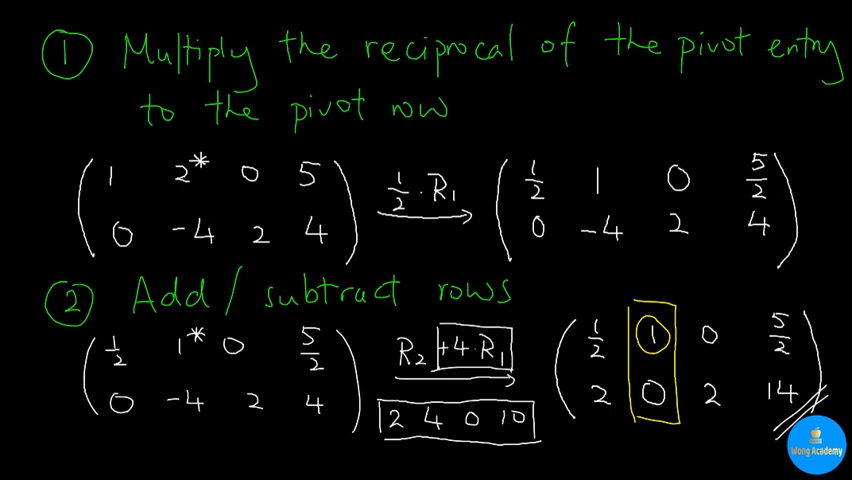 ① Multiply the reciprocal of the pivot entry
to the pivot row
1 2* 0 5 1/2 · R₁ 1/2 1 0 5/2
0 -4 2 4 0 -4 2 4
② Add / subtract rows
1/2 1* 0 5/2 R₂ +4·R₁ 1/2 1 0 5/2
0 -4 2 4 2 4 0 10 2 0 2 14
Wong Academy